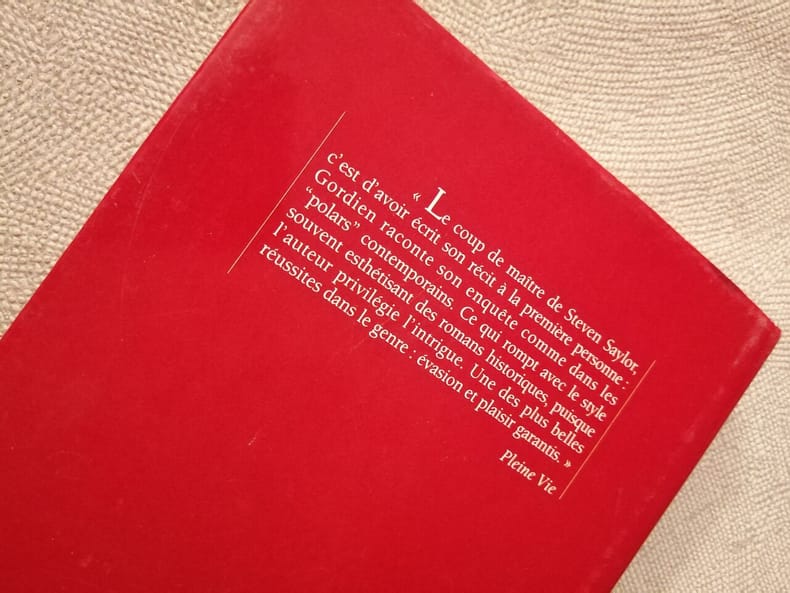 « Le coup de maître de Steven Saylor,
c'est d'avoir écrit son récit à la première personne :
Gordien raconte son enquête comme dans les
"polars" contemporains. Ce qui rompt avec le style
souvent esthétisant des romans historiques, puisque
l'auteur privilégie l'intrigue. Une des plus belles
réussites dans le genre : évasion et plaisir garantis. »
Pleine Vie